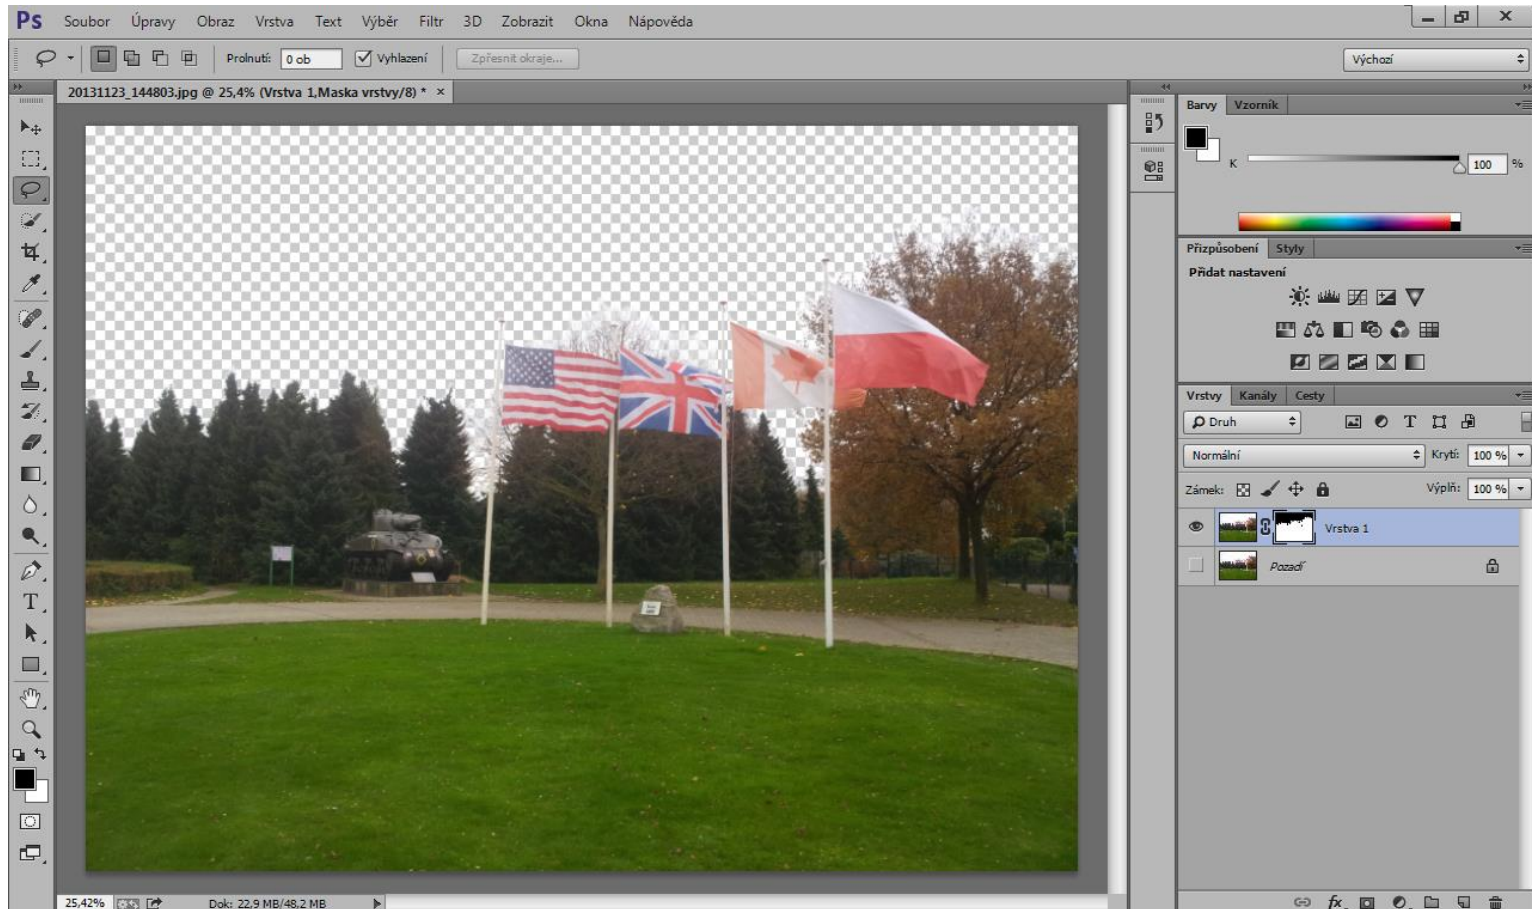 Ps Soubor Úpravy Obraz Vrstva Text Výběr Filtr 3D Zobrazit Okna Nápověda
Prolnutí: 0 ob Vyhlazení Zpřesnit okraje... Výchozí
20131123_144803.jpg @ 25,4% (Vrstva 1,Maska vrstvy/8) * ×
Barvy Vzorník
K 100 %
Přizpůsobení Styly
Přidat nastavení
Vrstvy Kanály Cesty
Druh
Normální Krytí: 100 %
Zámek: Výplň: 100 %
Vrstva 1
Pozadí
25,42% Dok: 22,9 MB/48,2 MB